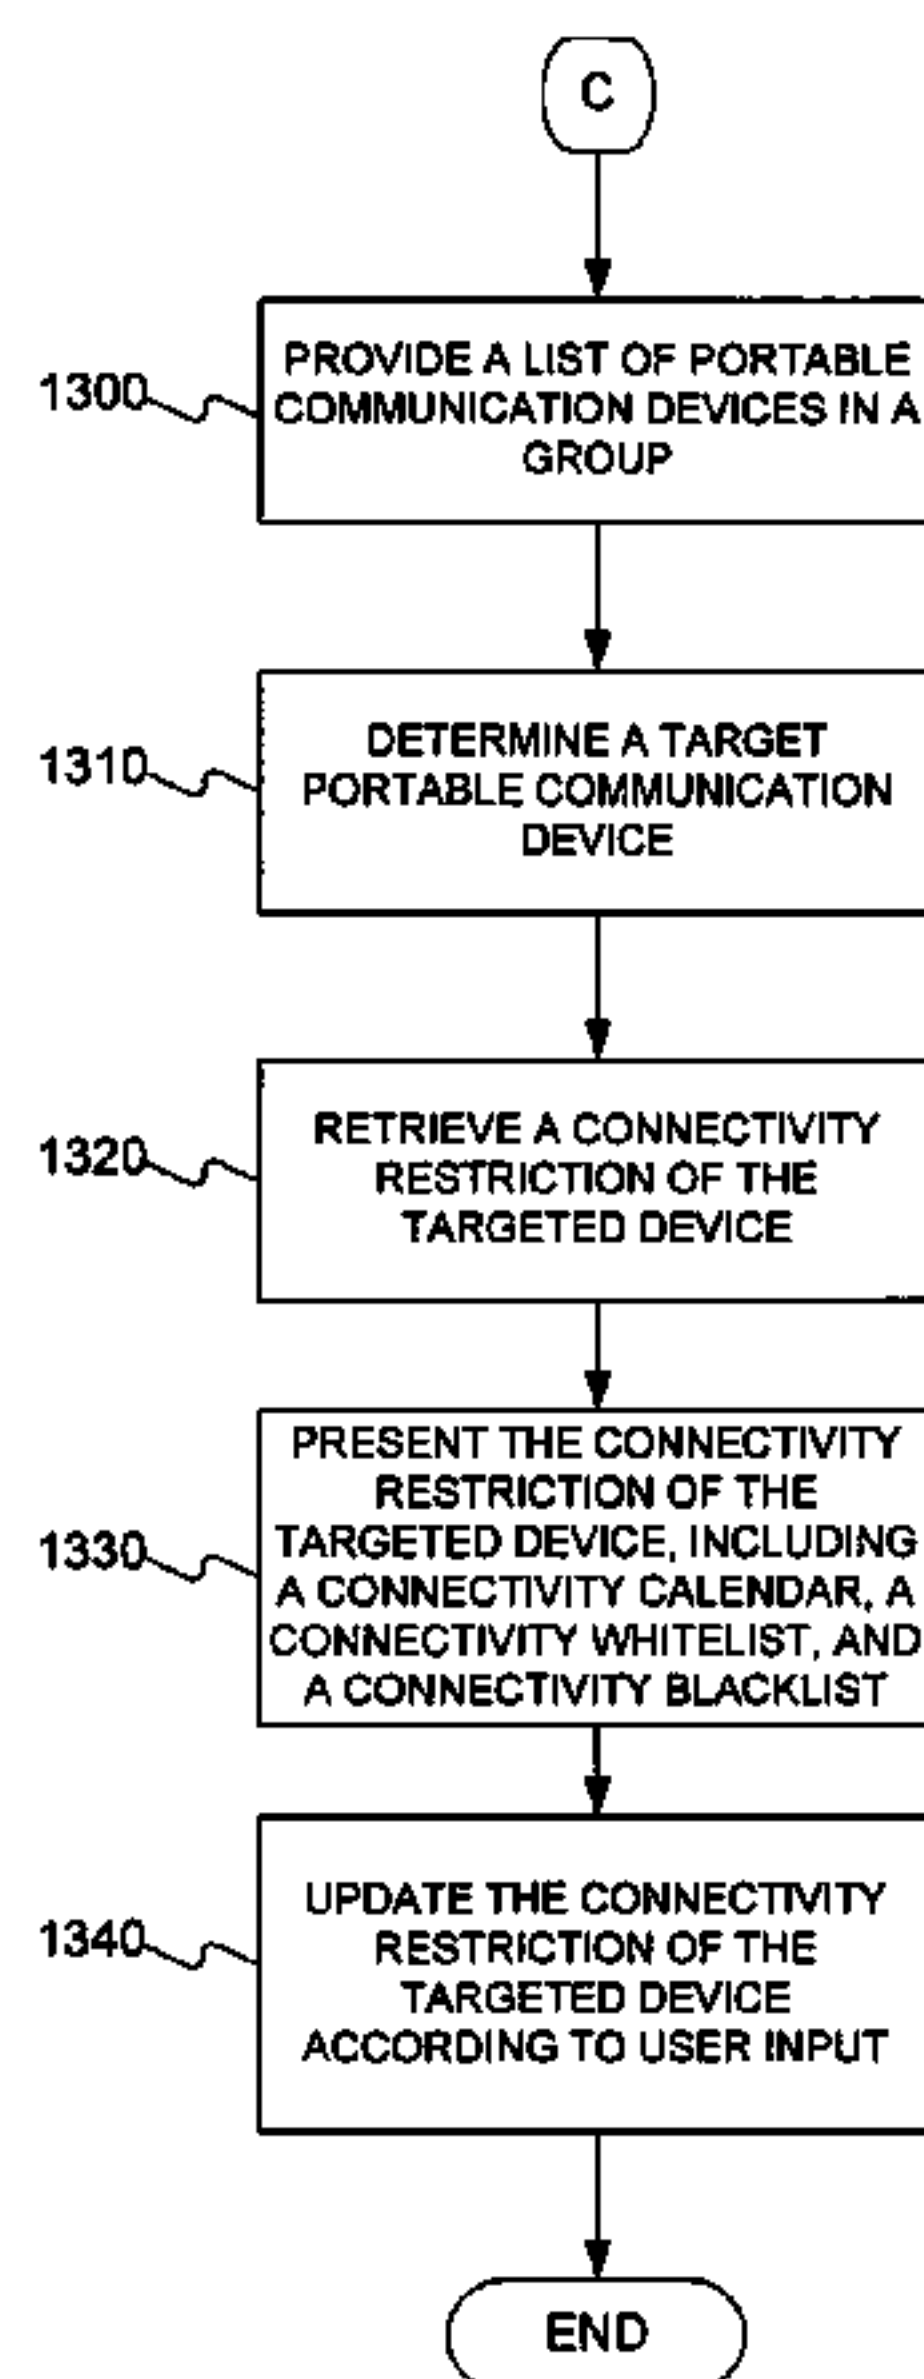 C
1300
PROVIDE A LIST OF PORTABLE
COMMUNICATION DEVICES IN A
GROUP
1310
DETERMINE A TARGET
PORTABLE COMMUNICATION
DEVICE
1320
RETRIEVE A CONNECTIVITY
RESTRICTION OF THE
TARGETED DEVICE
1330
PRESENT THE CONNECTIVITY
RESTRICTION OF THE
TARGETED DEVICE, INCLUDING
A CONNECTIVITY CALENDAR, A
CONNECTIVITY WHITELIST, AND
A CONNECTIVITY BLACKLIST
1340
UPDATE THE CONNECTIVITY
RESTRICTION OF THE
TARGETED DEVICE
ACCORDING TO USER INPUT
END